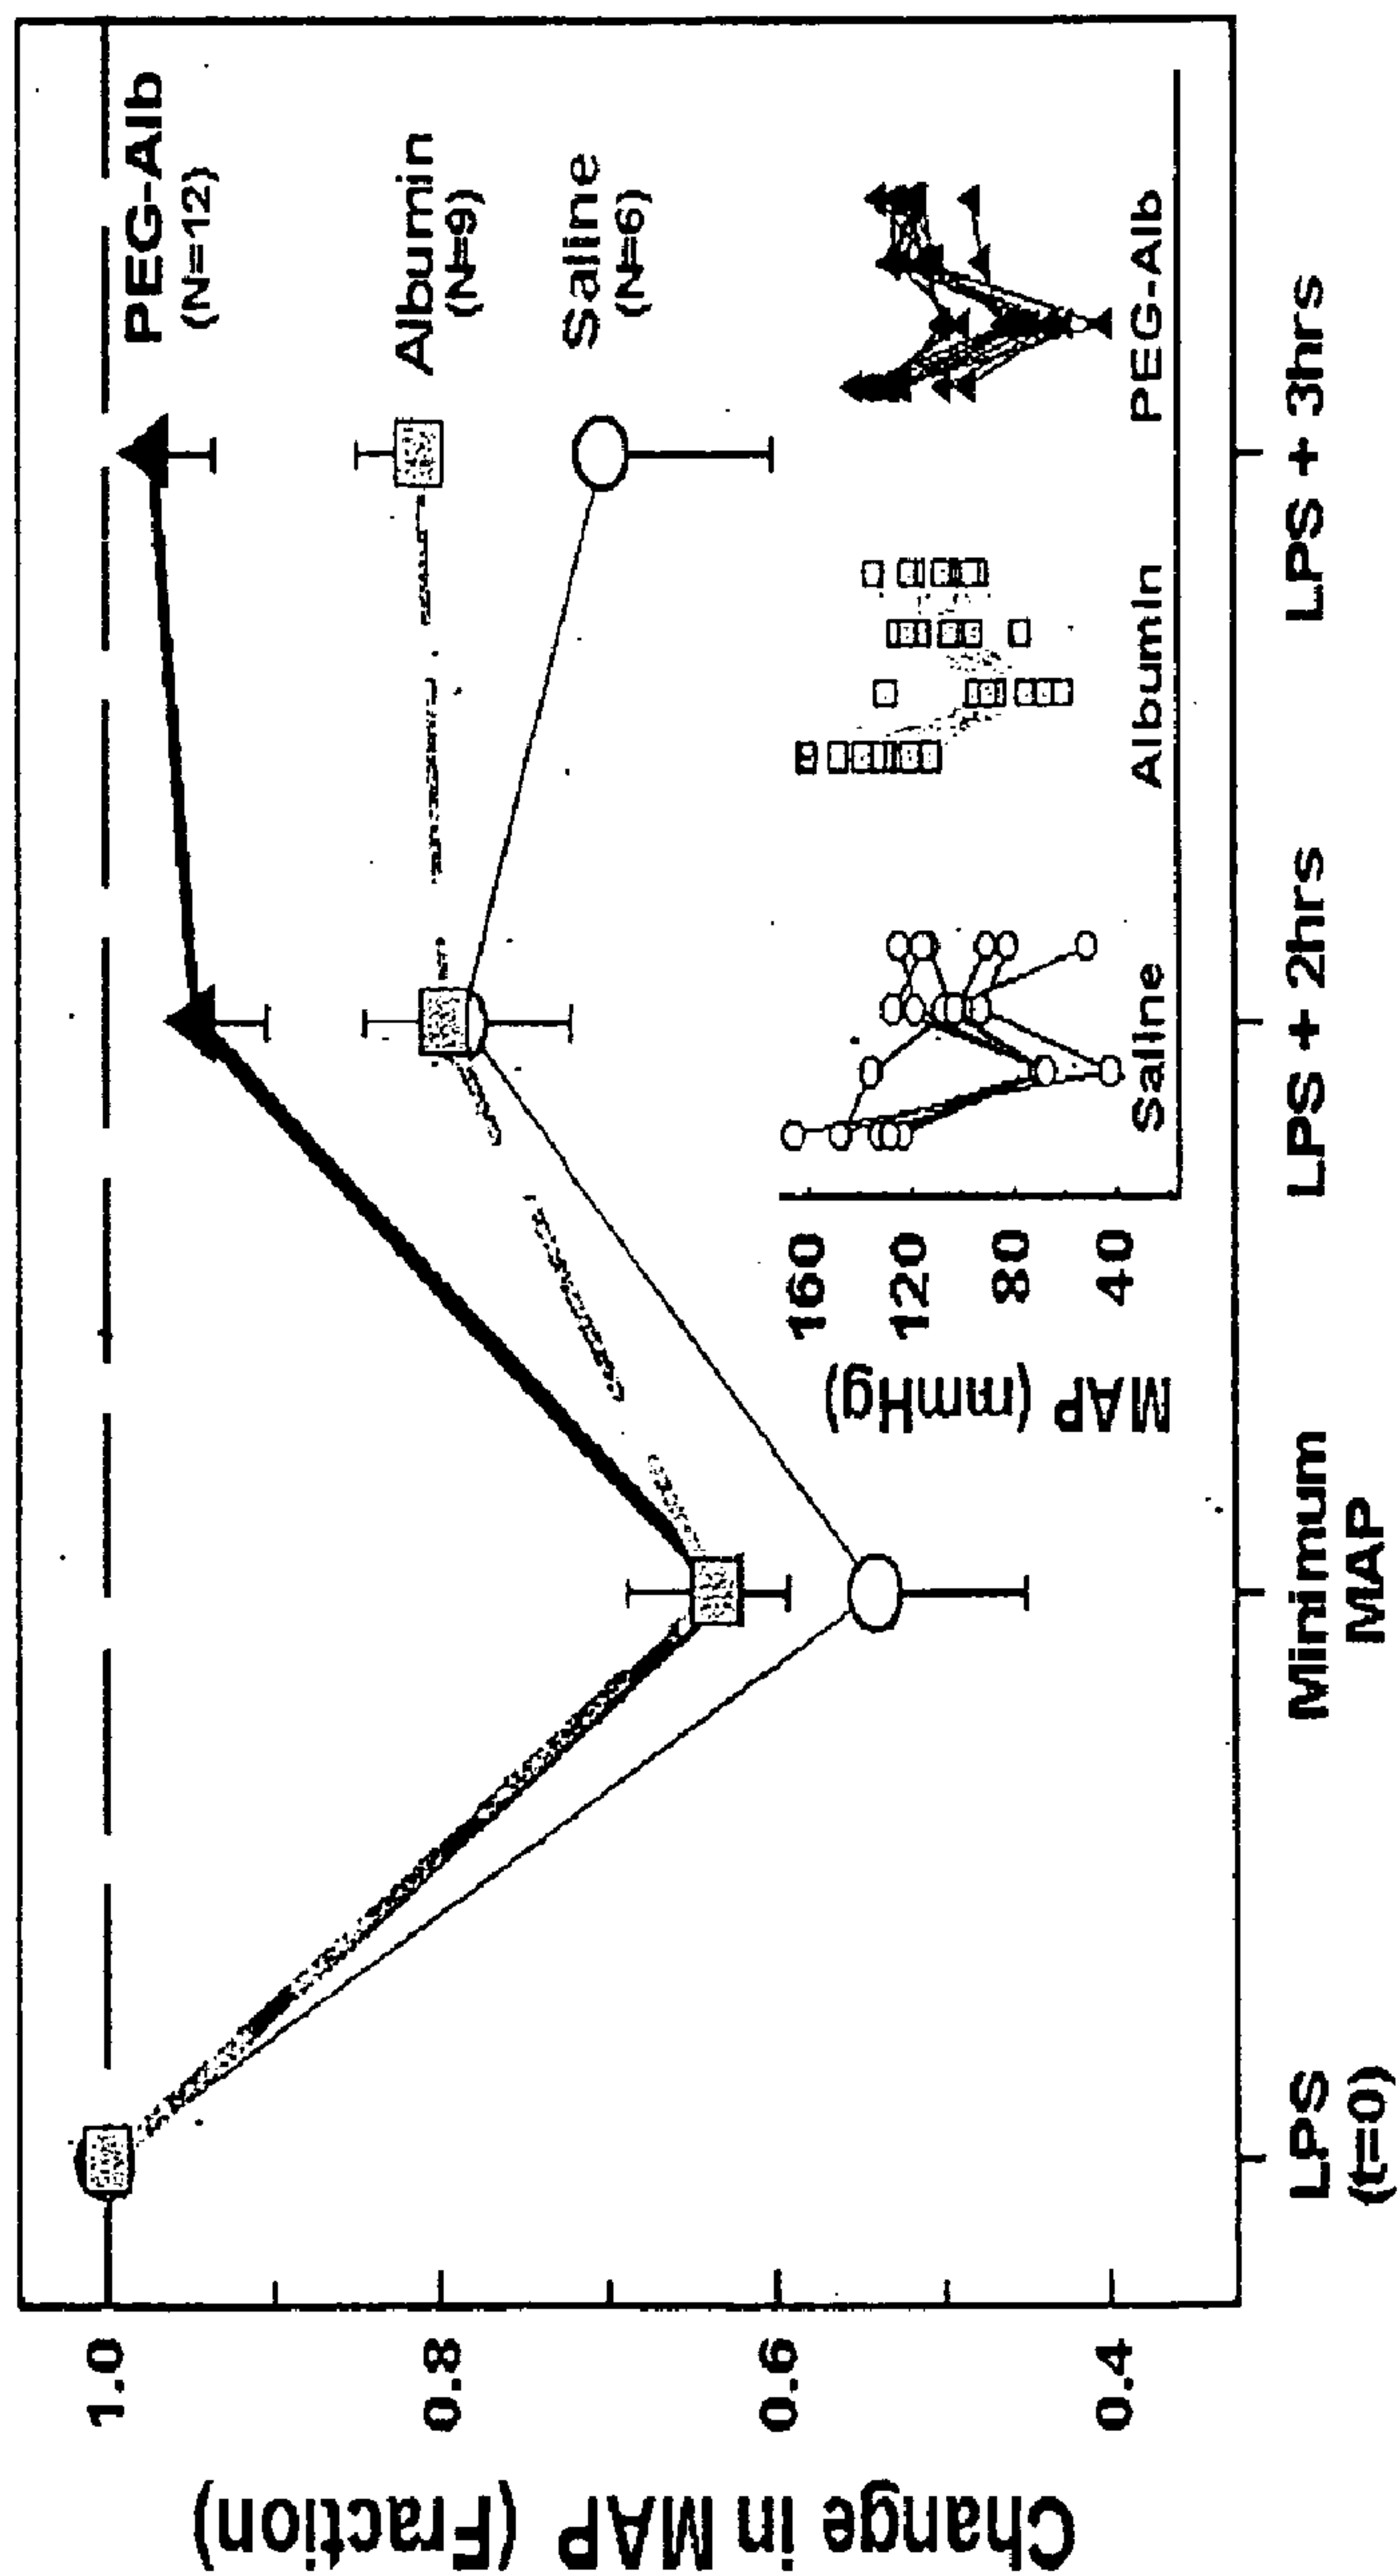 Change in MAP (Fraction)
1.0
0.8
0.6
0.4
PEG-Alb
(N=12)
Albumin
(N=9)
Saline
(N=6)
MAP (mmHg)
160
120
80
40
Saline
Albumin
PEG-Alb
LPS
(t=0)
Minimum
MAP
LPS + 2hrs
LPS + 3hrs